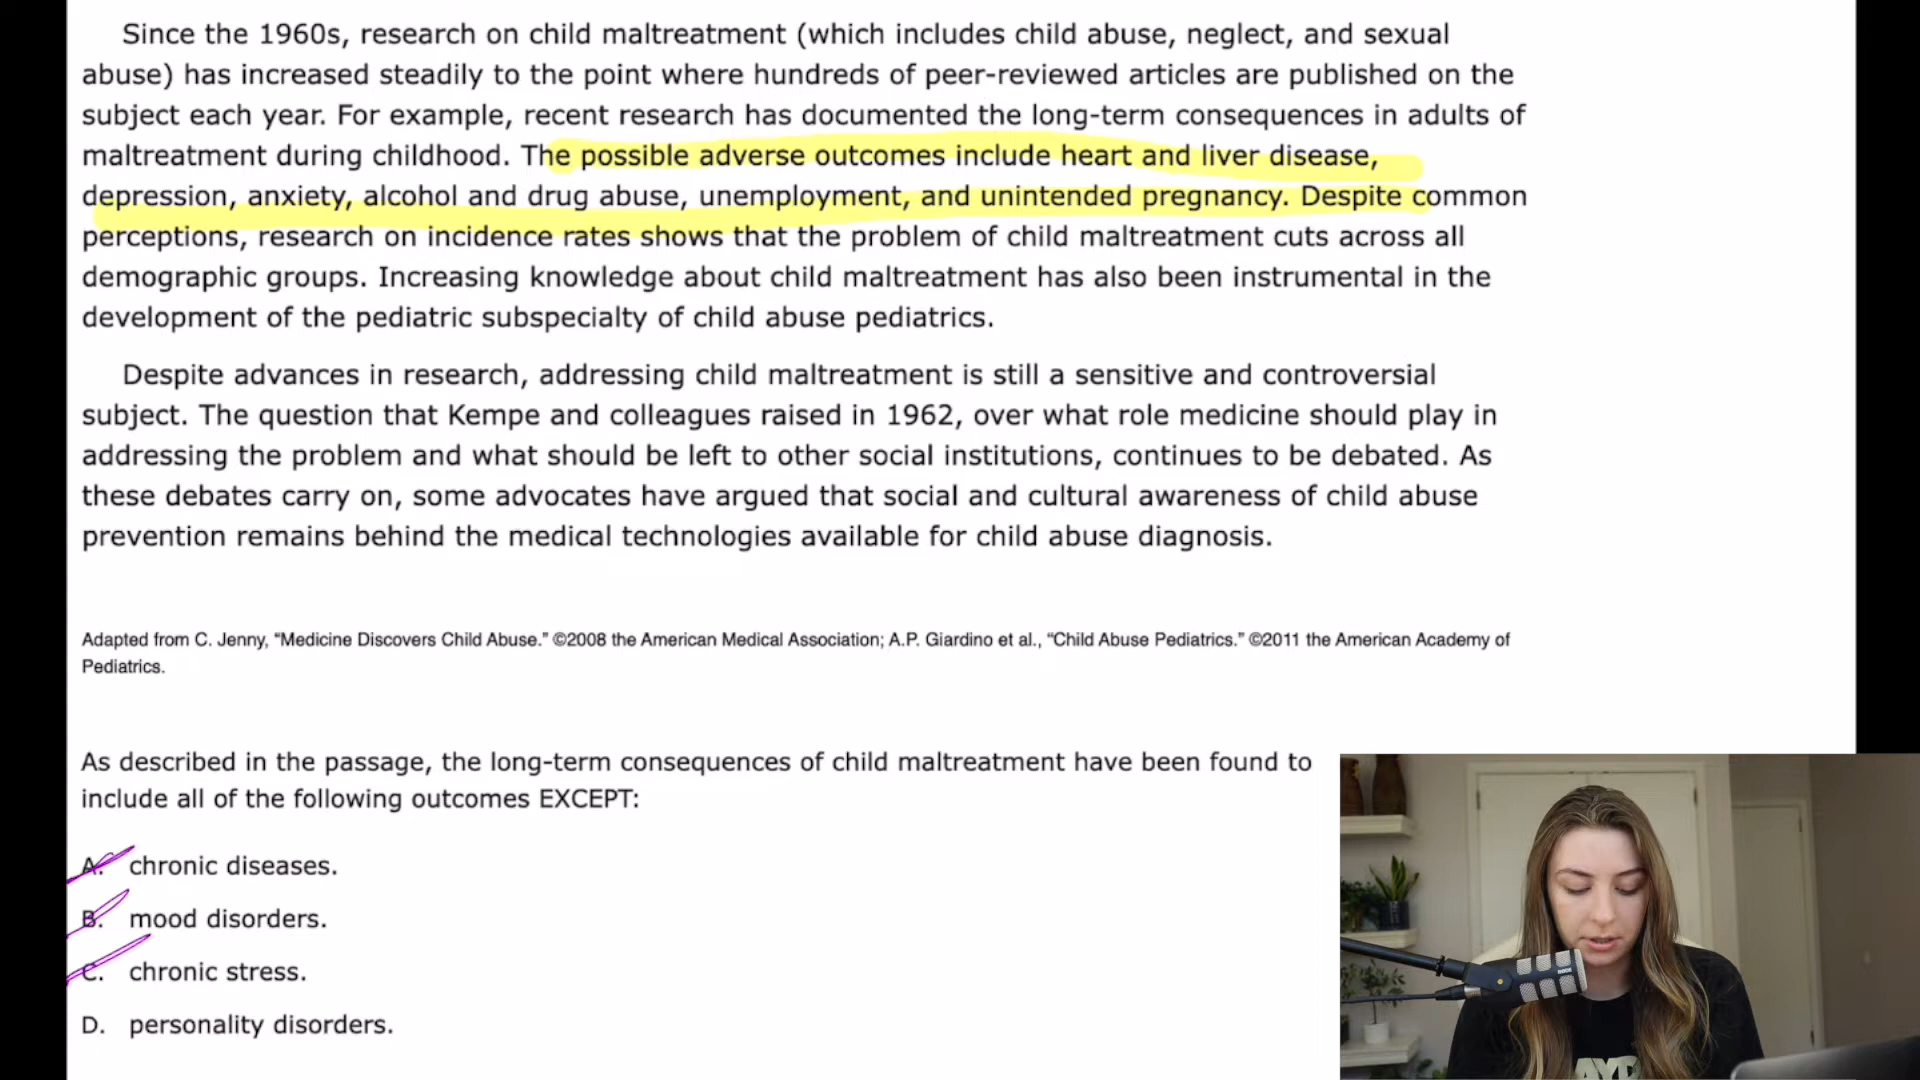 Since the 1960s, research on child maltreatment (which includes child abuse, neglect, and sexual
abuse) has increased steadily to the point where hundreds of peer-reviewed articles are published on the
subject each year. For example, recent research has documented the long-term consequences in adults of
maltreatment during childhood. The possible adverse outcomes include heart and liver disease,
depression, anxiety, alcohol and drug abuse, unemployment, and unintended pregnancy. Despite common
perceptions, research on incidence rates shows that the problem of child maltreatment cuts across all
demographic groups. Increasing knowledge about child maltreatment has also been instrumental in the
development of the pediatric subspecialty of child abuse pediatrics.
Despite advances in research, addressing child maltreatment is still a sensitive and controversial
subject. The question that Kempe and colleagues raised in 1962, over what role medicine should play in
addressing the problem and what should be left to other social institutions, continues to be debated. As
these debates carry on, some advocates have argued that social and cultural awareness of child abuse
prevention remains behind the medical technologies available for child abuse diagnosis.
Adapted from C. Jenny, “Medicine Discovers Child Abuse.” ©2008 the American Medical Association; A.P. Giardino et al., “Child Abuse Pediatrics.” ©2011 the American Academy of
Pediatrics.
As described in the passage, the long-term consequences of child maltreatment have been found to
include all of the following outcomes EXCEPT:
A. chronic diseases.
B. mood disorders.
C. chronic stress.
D. personality disorders.